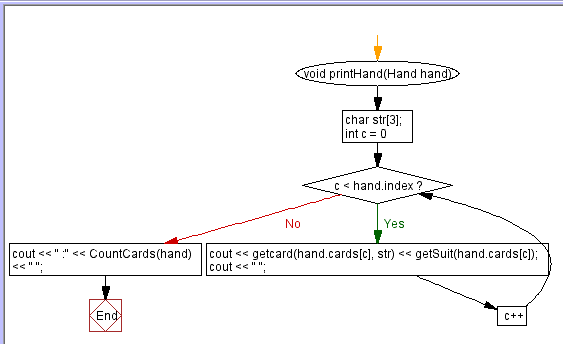 void printHand(Hand hand)
char str[3];
int c = 0
c < hand.index ?
No
Yes
cout << " :" << CountCards(hand)
<< " ";
cout << getcard(hand.cards[c], str) << getSuit(hand.cards[c]);
cout << " ";
End
c++